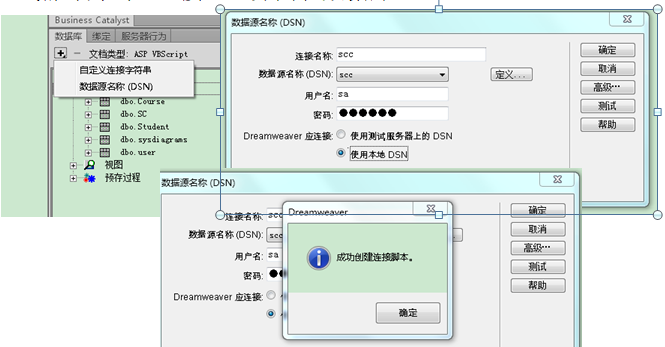 Business Catalyst
数据库 绑定 服务器行为
文档类型: ASP VBScript
自定义连接字符串
数据源名称 (DSN)
dbo.Course
dbo.SC
dbo.Student
dbo.sysdiagrams
dbo.user
视图
预存过程
数据源名称 (DSN)
连接名称: scc
数据源名称 (DSN): scc 定义...
用户名: sa
密码: ●●●●●●
Dreamweaver 应连接: 使用测试服务器上的 DSN
使用本地 DSN
确定
取消
高级...
测试
帮助
数据源名称 (DSN)
连接名称: sc
数据源名称 (DSN): sc
用户名: sa
密码: ●●
Dreamweaver 应连接:
确定
取消
高级...
测试
帮助
Dreamweaver
成功创建连接脚本。
确定